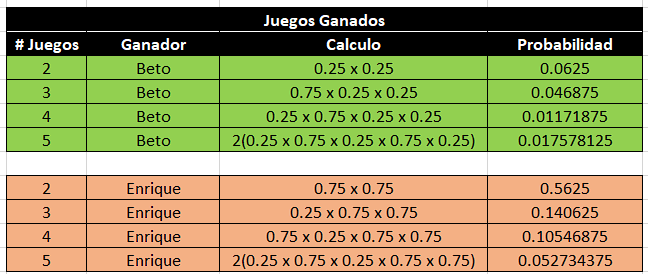 Juegos Ganados
# Juegos Ganador Calculo Probabilidad
2 Beto 0.25 x 0.25 0.0625
3 Beto 0.75 x 0.25 x 0.25 0.046875
4 Beto 0.25 x 0.75 x 0.25 x 0.25 0.01171875
5 Beto 2(0.25 x 0.75 x 0.25 x 0.75 x 0.25) 0.017578125
2 Enrique 0.75 x 0.75 0.5625
3 Enrique 0.25 x 0.75 x 0.75 0.140625
4 Enrique 0.75 x 0.25 x 0.75 x 0.75 0.10546875
5 Enrique 2(0.25 x 0.75 x 0.25 x 0.75 x 0.75) 0.052734375